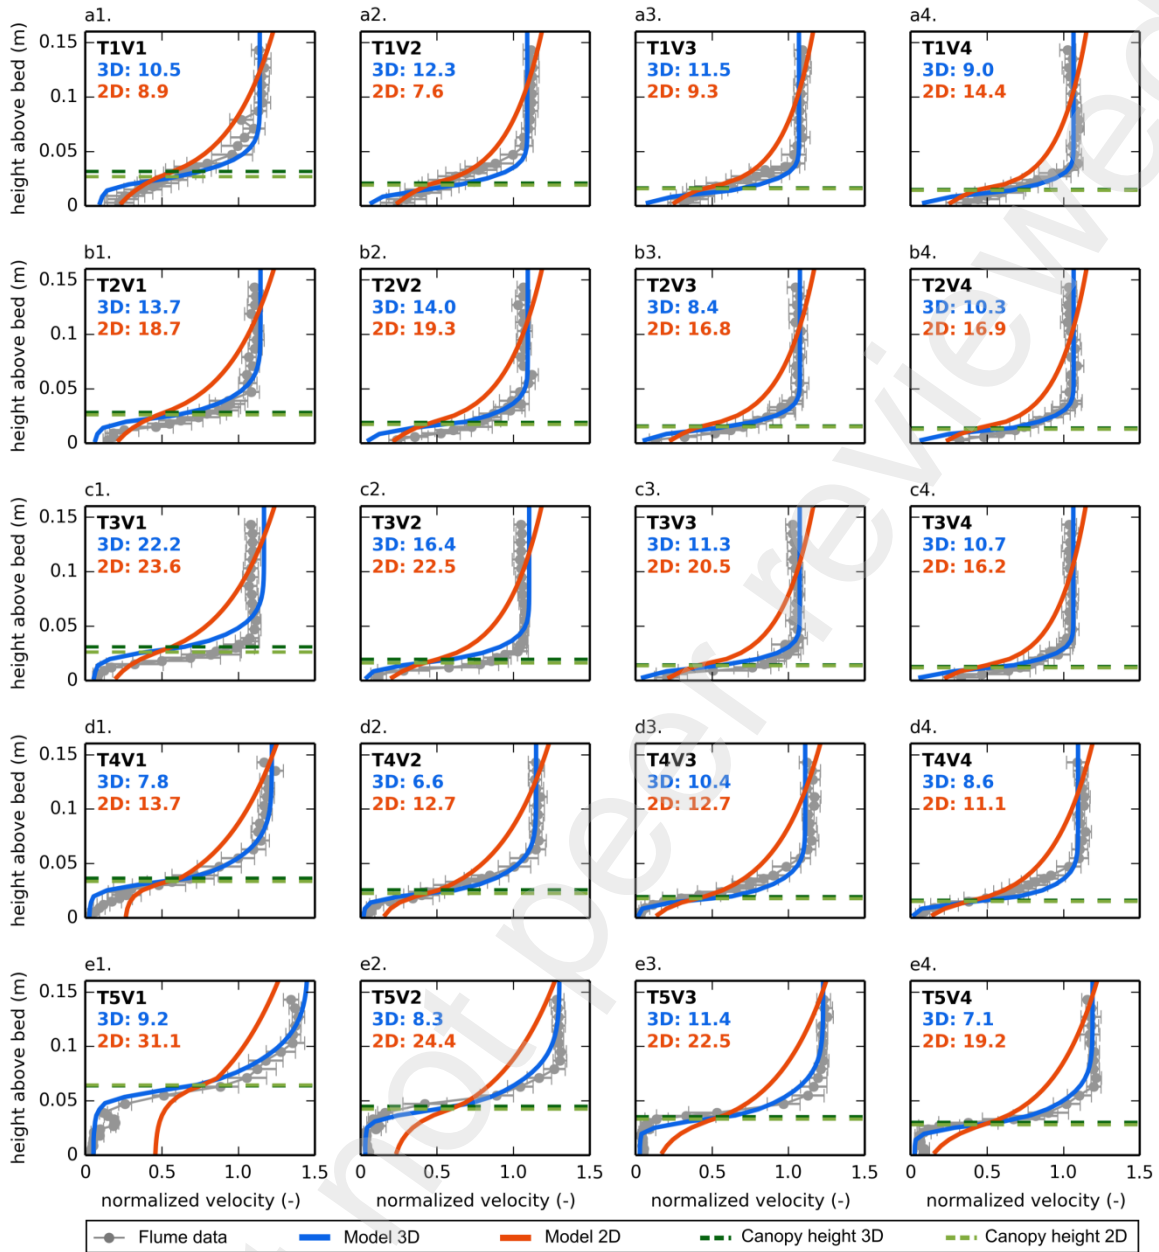 a1. a2. a3. a4.
height above bed (m)
0.15
0.1
0.05
0
T1V1
3D: 10.5
2D: 8.9
T1V2
3D: 12.3
2D: 7.6
T1V3
3D: 11.5
2D: 9.3
T1V4
3D: 9.0
2D: 14.4
b1. b2. b3. b4.
height above bed (m)
0.15
0.1
0.05
0
T2V1
3D: 13.7
2D: 18.7
T2V2
3D: 14.0
2D: 19.3
T2V3
3D: 8.4
2D: 16.8
T2V4
3D: 10.3
2D: 16.9
c1. c2. c3. c4.
height above bed (m)
0.15
0.1
0.05
0
T3V1
3D: 22.2
2D: 23.6
T3V2
3D: 16.4
2D: 22.5
T3V3
3D: 11.3
2D: 20.5
T3V4
3D: 10.7
2D: 16.2
d1. d2. d3. d4.
height above bed (m)
0.15
0.1
0.05
0
T4V1
3D: 7.8
2D: 13.7
T4V2
3D: 6.6
2D: 12.7
T4V3
3D: 10.4
2D: 12.7
T4V4
3D: 8.6
2D: 11.1
e1. e2. e3. e4.
height above bed (m)
0.15
0.1
0.05
0
T5V1
3D: 9.2
2D: 31.1
T5V2
3D: 8.3
2D: 24.4
T5V3
3D: 11.4
2D: 22.5
T5V4
3D: 7.1
2D: 19.2
0 0.5 1.0 1.5 0.5 1.0 1.5 0.5 1.0 1.5 0.5 1.0 1.5
normalized velocity (-) normalized velocity (-) normalized velocity (-) normalized velocity (-)
Flume data Model 3D Model 2D Canopy height 3D Canopy height 2D
not peer reviewed